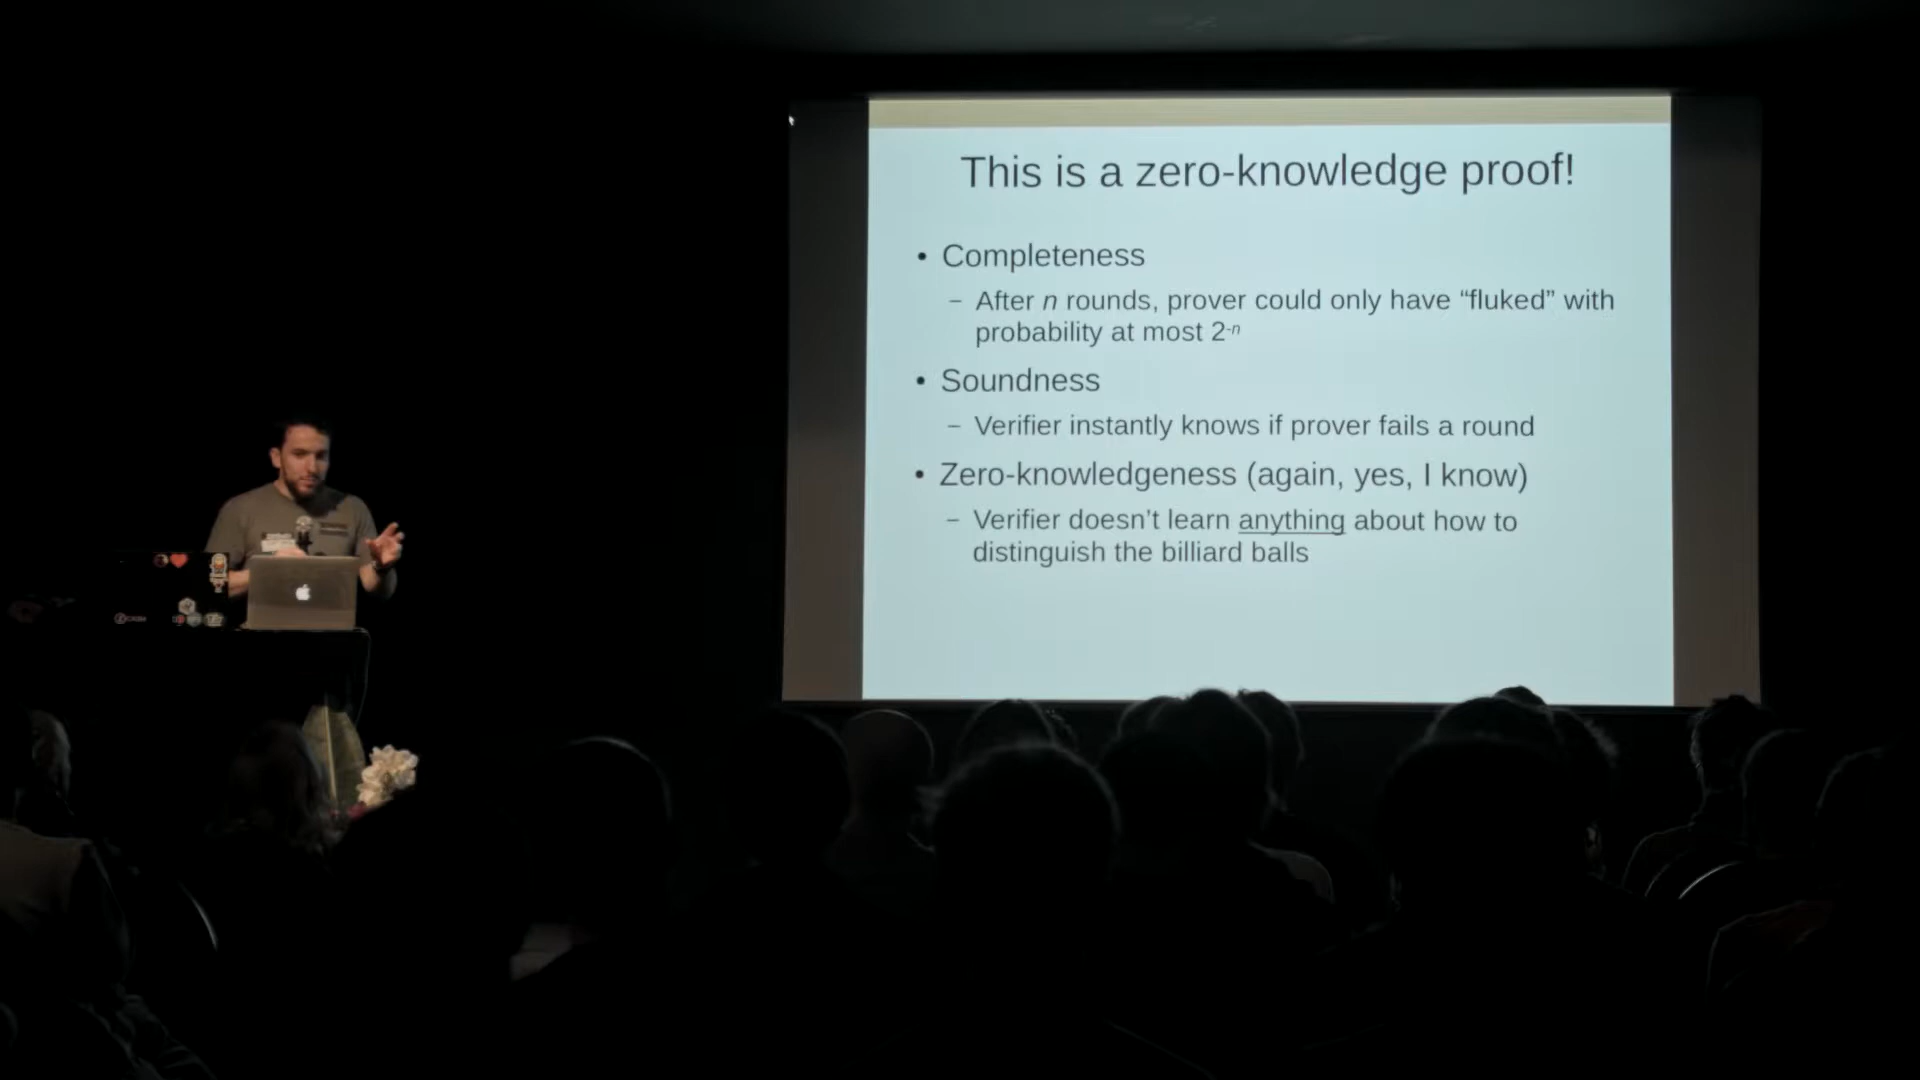 This is a zero-knowledge proof!
• Completeness
– After n rounds, prover could only have “fluked” with
probability at most 2-n
• Soundness
– Verifier instantly knows if prover fails a round
• Zero-knowledgeness (again, yes, I know)
– Verifier doesn’t learn anything about how to
distinguish the billiard balls